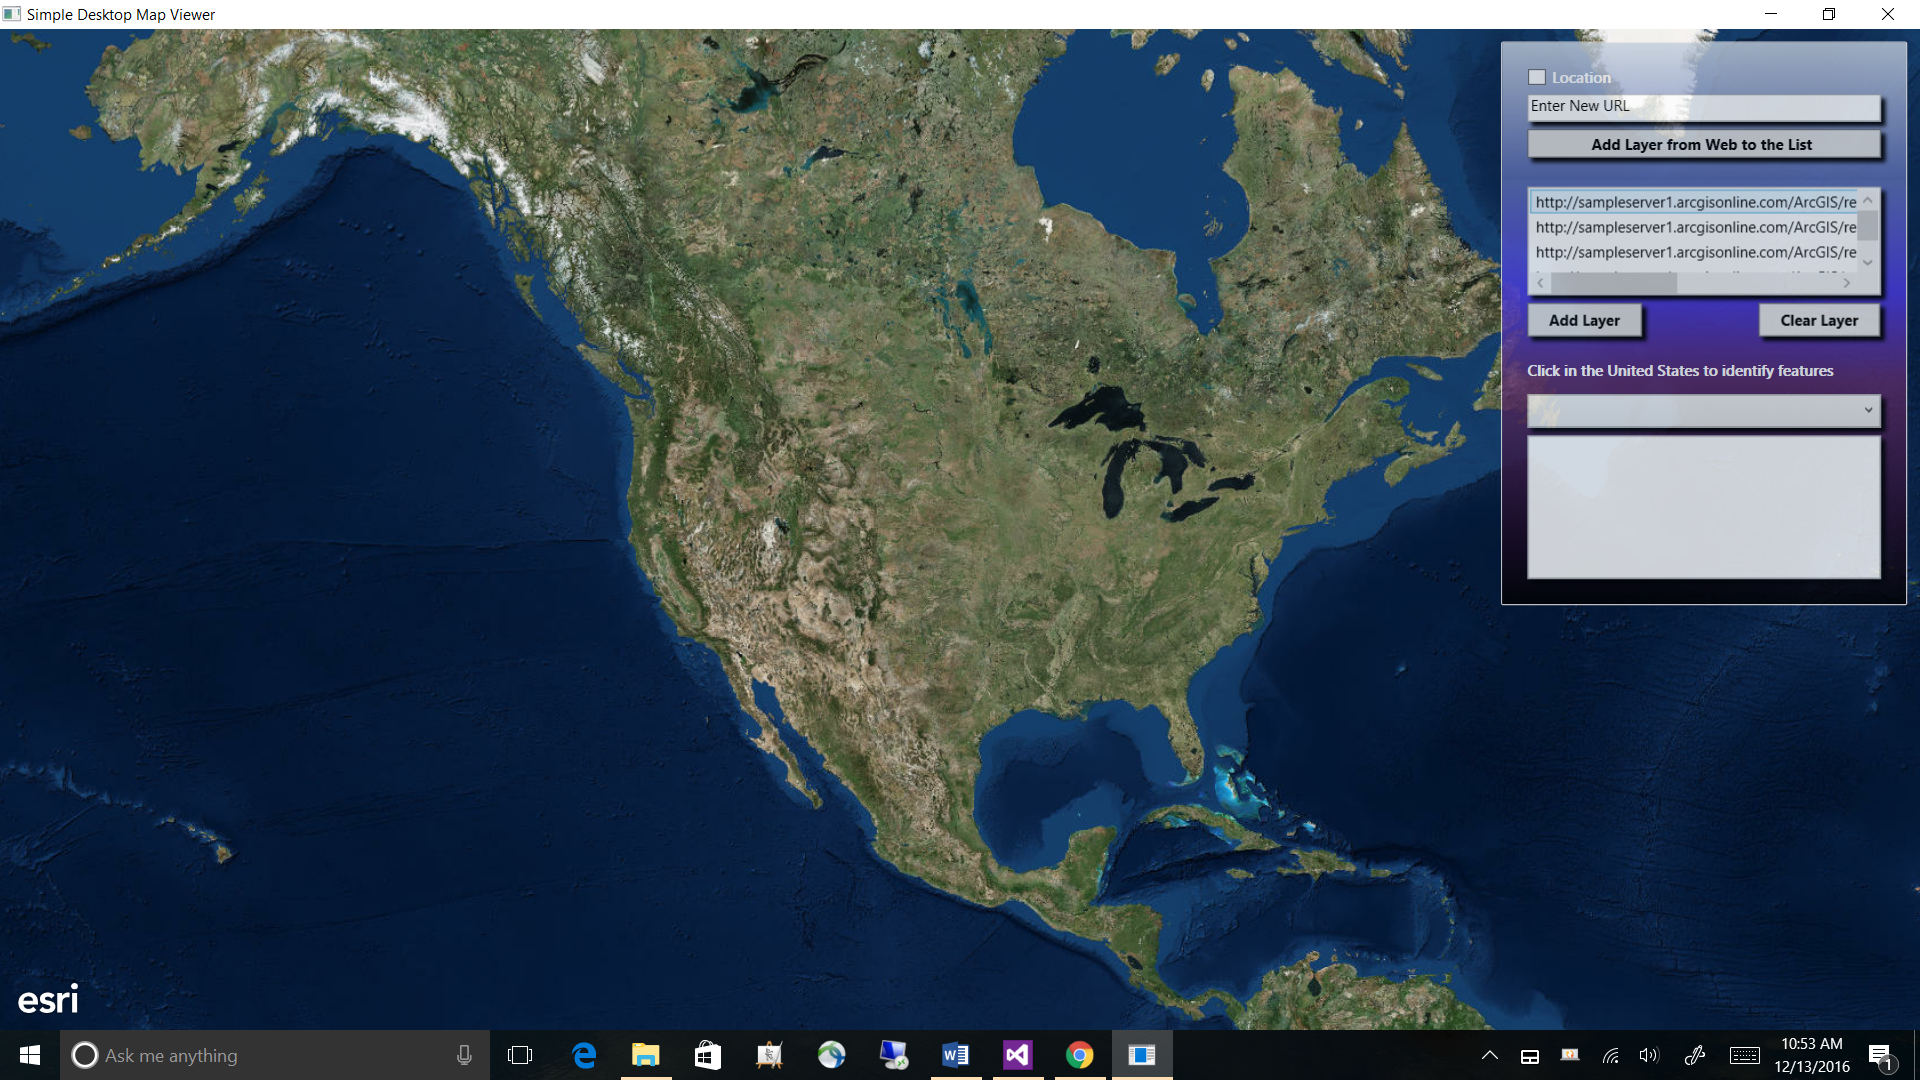 Simple Desktop Map Viewer
Location
Enter New URL
Add Layer from Web to the List
http://sampleserver1.arcgisonline.com/ArcGIS/re
http://sampleserver1.arcgisonline.com/ArcGIS/re
http://sampleserver1.arcgisonline.com/ArcGIS/re
Add Layer
Clear Layer
Click in the United States to identify features
esri
Ask me anything
10:53 AM
12/13/2016
1